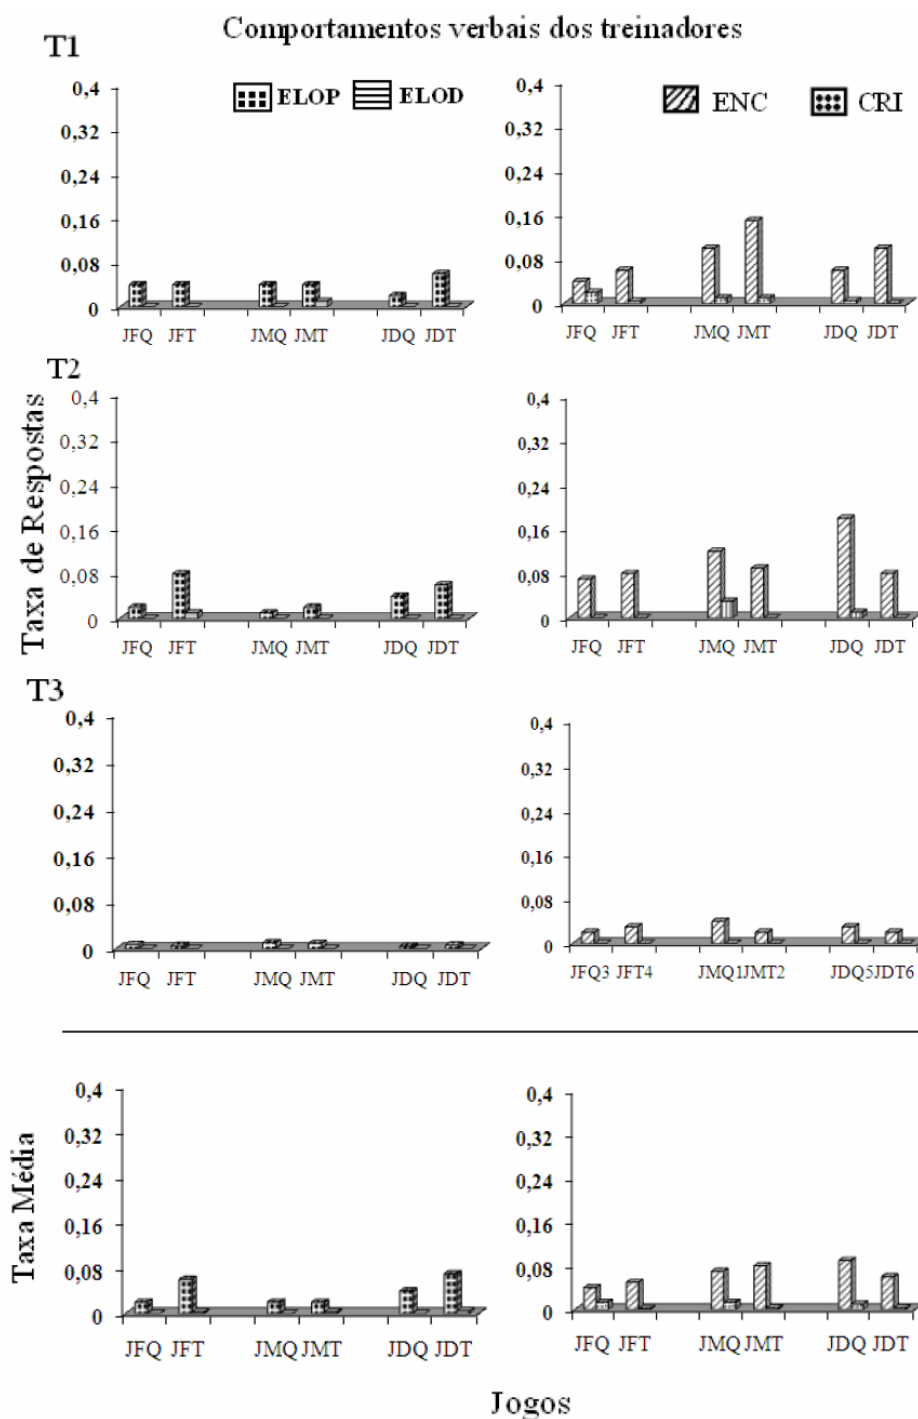 Comportamentos verbais dos treinadores
T1
ELOP ELOD
0,4
0,32
0,24
0,16
0,08
0
JFQ JFT JMQ JMT JDQ JDT
ENC CRI
0,4
0,32
0,24
0,16
0,08
0
JFQ JFT JMQ JMT JDQ JDT
Taxa de Respostas
T2
0,4
0,32
0,24
0,16
0,08
0
JFQ JFT JMQ JMT JDQ JDT
0,4
0,32
0,24
0,16
0,08
0
JFQ JFT JMQ JMT JDQ JDT
T3
0,4
0,32
0,24
0,16
0,08
0
JFQ JFT JMQ JMT JDQ JDT
0,4
0,32
0,24
0,16
0,08
0
JFQ3 JFT4 JMQ1JMT2 JDQ5JDT6
Taxa Média
0,4
0,32
0,24
0,16
0,08
0
JFQ JFT JMQ JMT JDQ JDT
0,4
0,32
0,24
0,16
0,08
0
JFQ JFT JMQ JMT JDQ JDT
Jogos